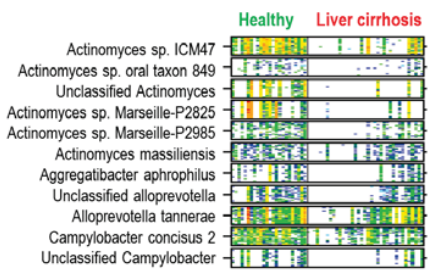 Healthy Liver cirrhosis
Actinomyces sp. ICM47
Actinomyces sp. oral taxon 849
Unclassified Actinomyces
Actinomyces sp. Marseille-P2825
Actinomyces sp. Marseille-P2985
Actinomyces massiliensis
Aggregatibacter aphrophilus
Unclassified alloprevotella
Alloprevotella tannerae
Campylobacter concisus 2
Unclassified Campylobacter